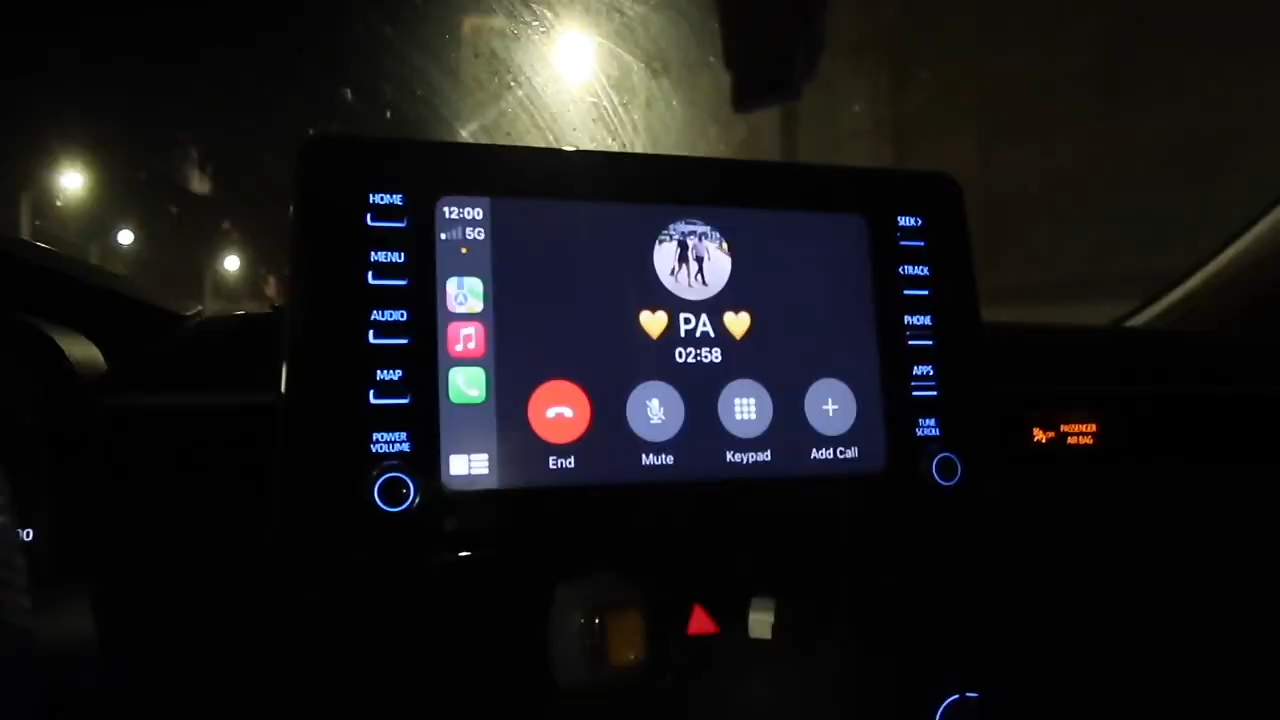 HOME
MENU
AUDIO
MAP
POWER
VOLUME
12:00
5G
💛 PA 💛
02:58
End
Mute
Keypad
Add Call
SEEK>
<TRACK
PHONE
APPS
TUNE
SCROLL
PASSENGER
AIR BAG